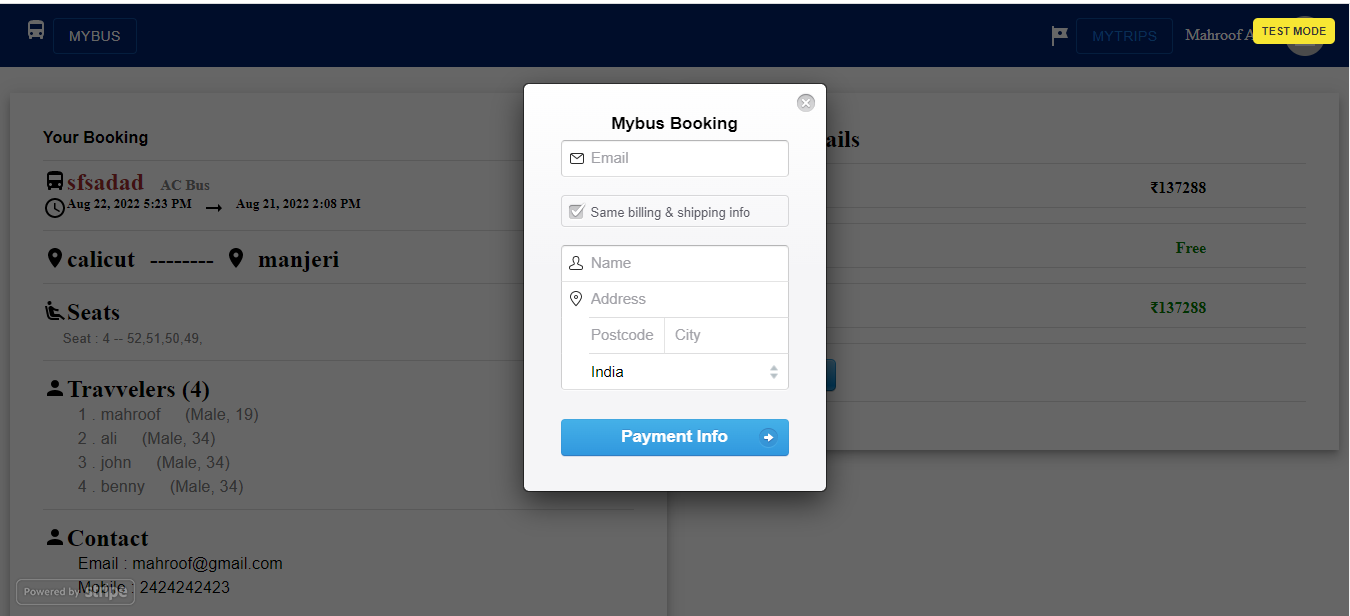 MYBUS
MYTRIPS
Mahroof A
TEST MODE
Your Booking
sfsadad AC Bus
Aug 22, 2022 5:23 PM → Aug 21, 2022 2:08 PM
calicut -------- manjeri
Seats
Seat : 4 -- 52,51,50,49,
Travvelers (4)
1 . mahroof (Male, 19)
2 . ali (Male, 34)
3 . john (Male, 34)
4 . benny (Male, 34)
Contact
Email : mahroof@gmail.com
Mobile : 2424242423
Powered by stripe
Mybus Booking
Email
Same billing & shipping info
Name
Address
Postcode City
India
Payment Info
ails
₹137288
Free
₹137288